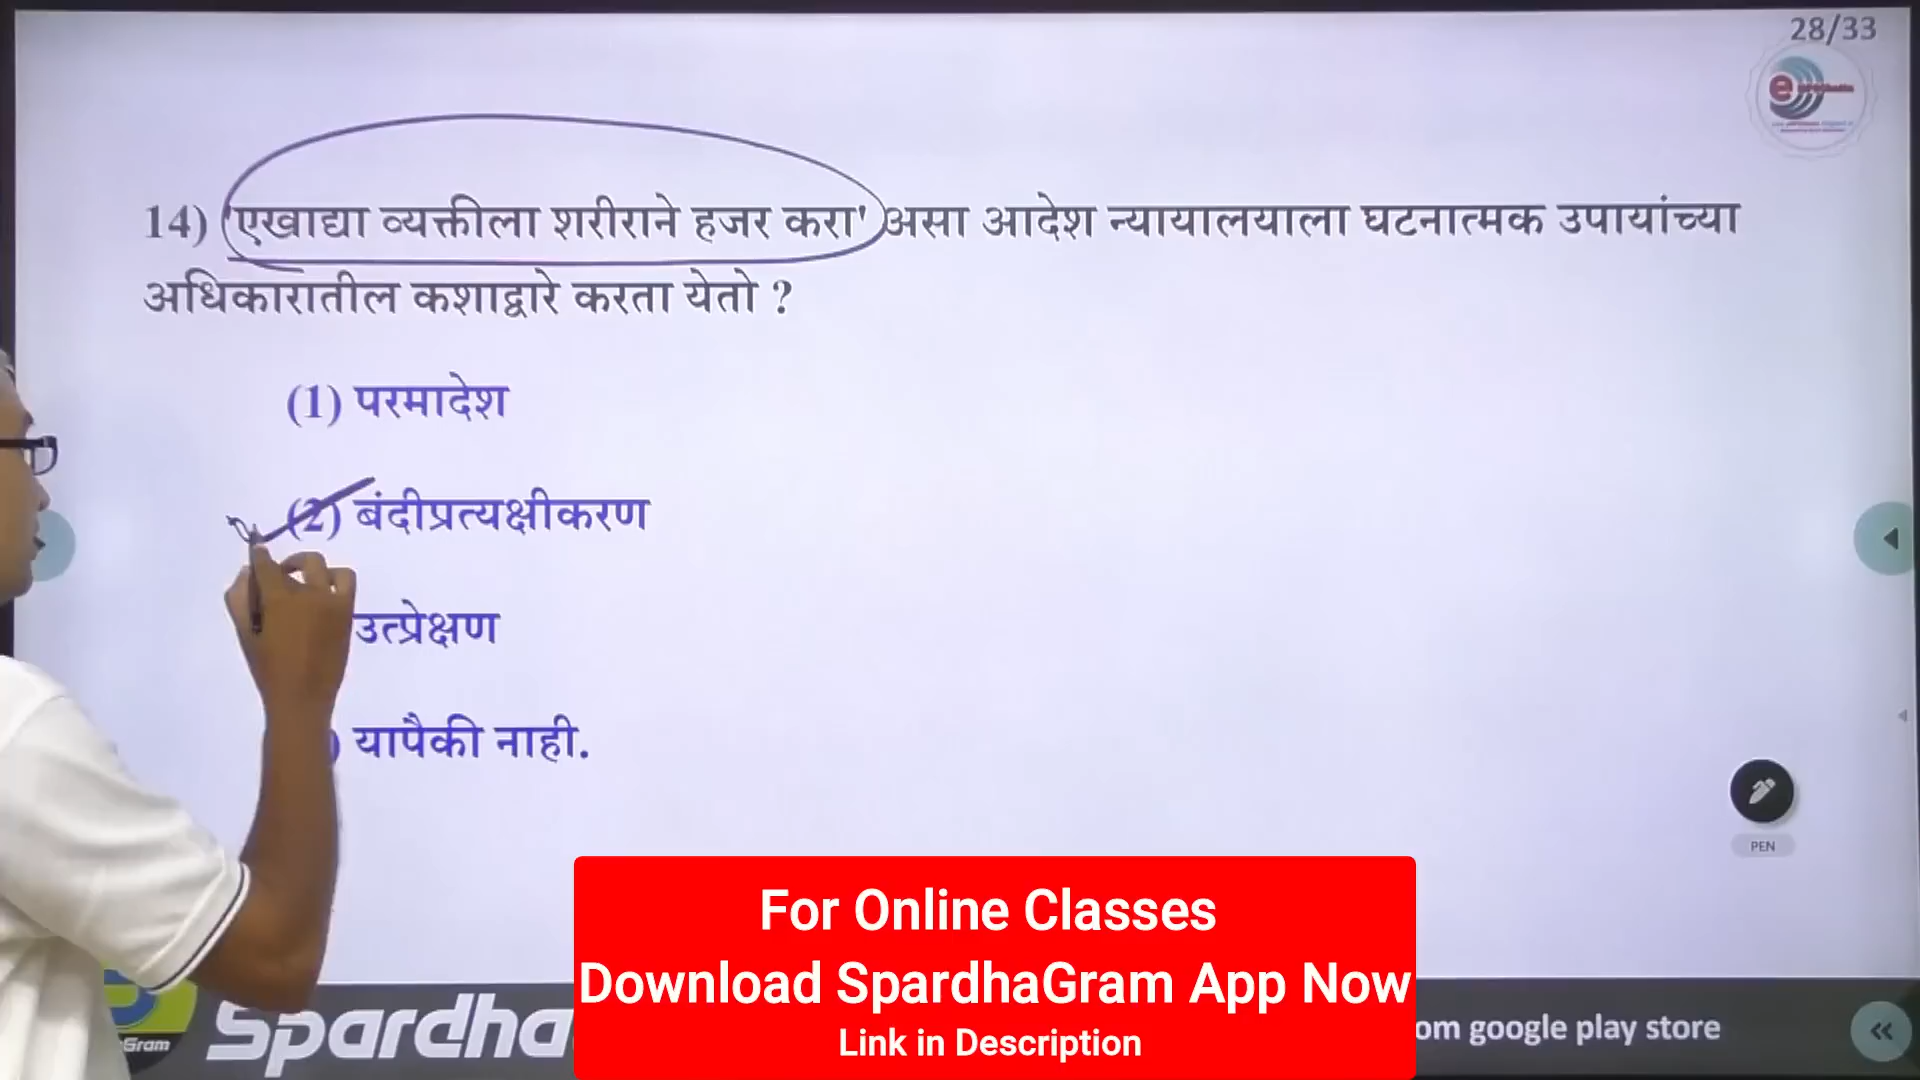 28/33
e
14) 'एखाद्या व्यक्तीला शरीराने हजर करा' असा आदेश न्यायालयाला घटनात्मक उपायांच्या
अधिकारातील कशाद्वारे करता येतो ?
(1) परमादेश
(2) बंदीप्रत्यक्षीकरण
उत्प्रेक्षण
) यापैकी नाही.
PEN
For Online Classes
Download SpardhaGram App Now
Link in Description
Gram
Spardha
om google play store